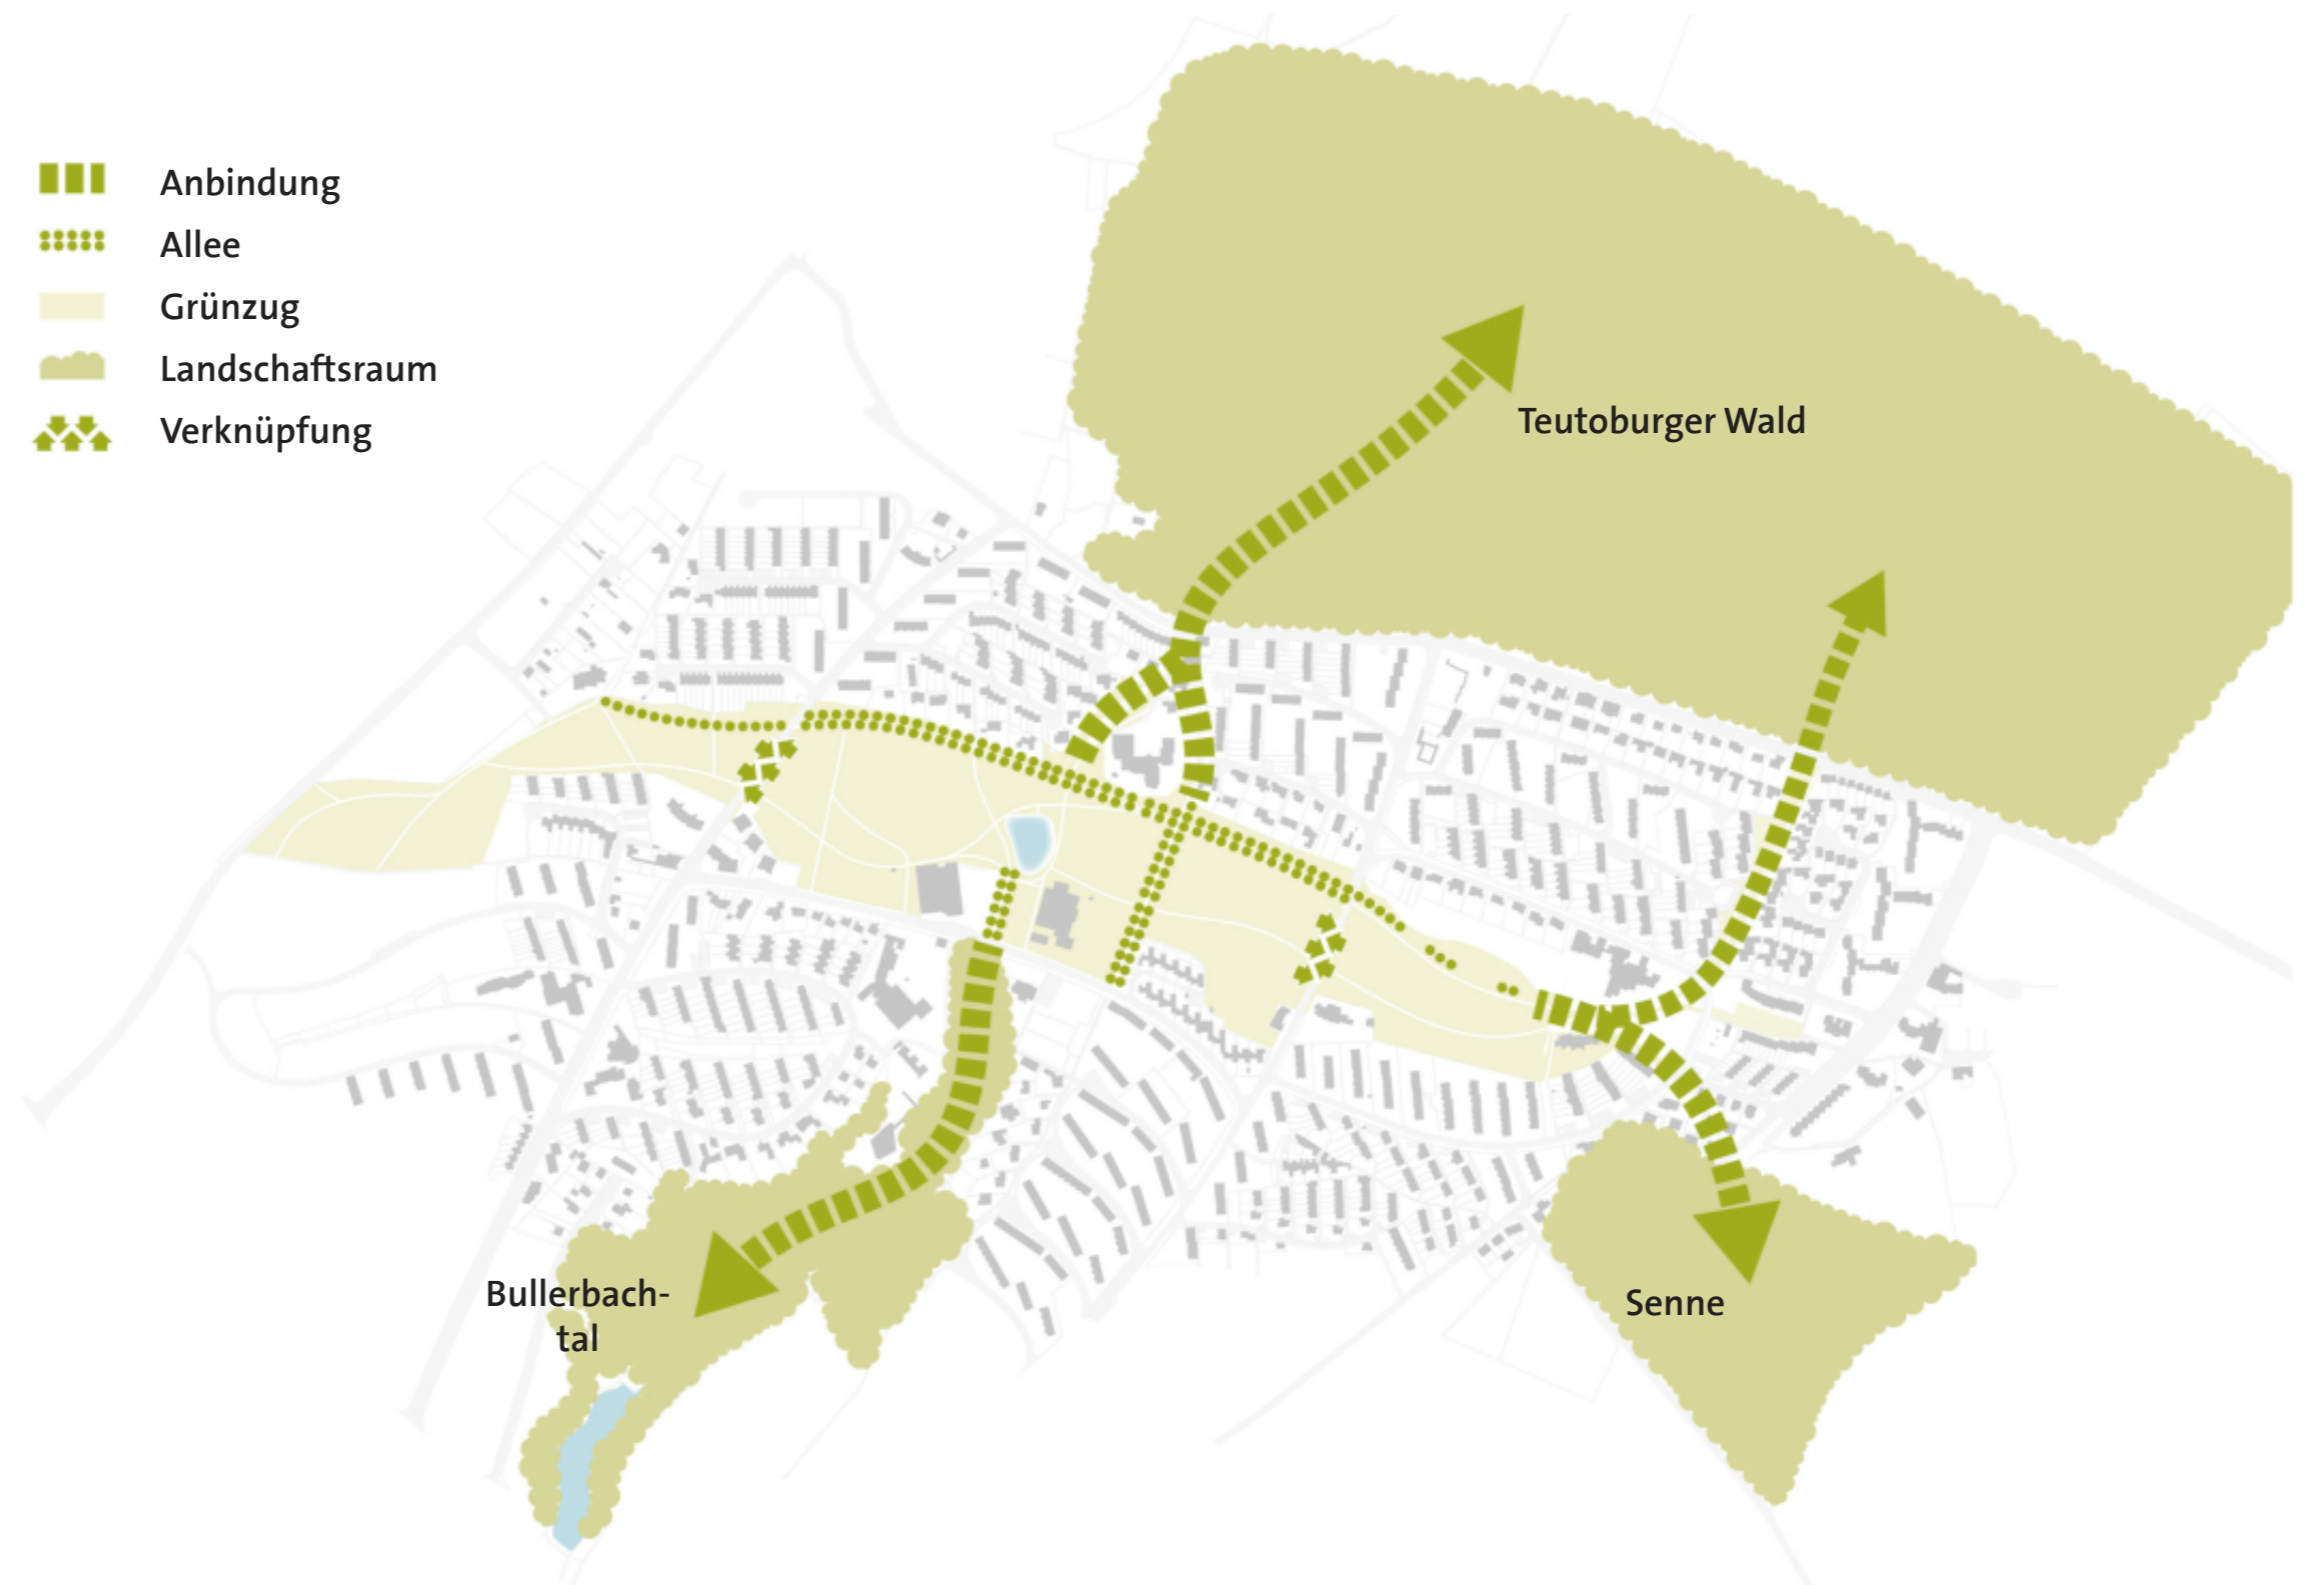 Anbindung
Allee
Grünzug
Landschaftsraum
Verknüpfung
Teutoburger Wald
Bullerbach-
tal
Senne